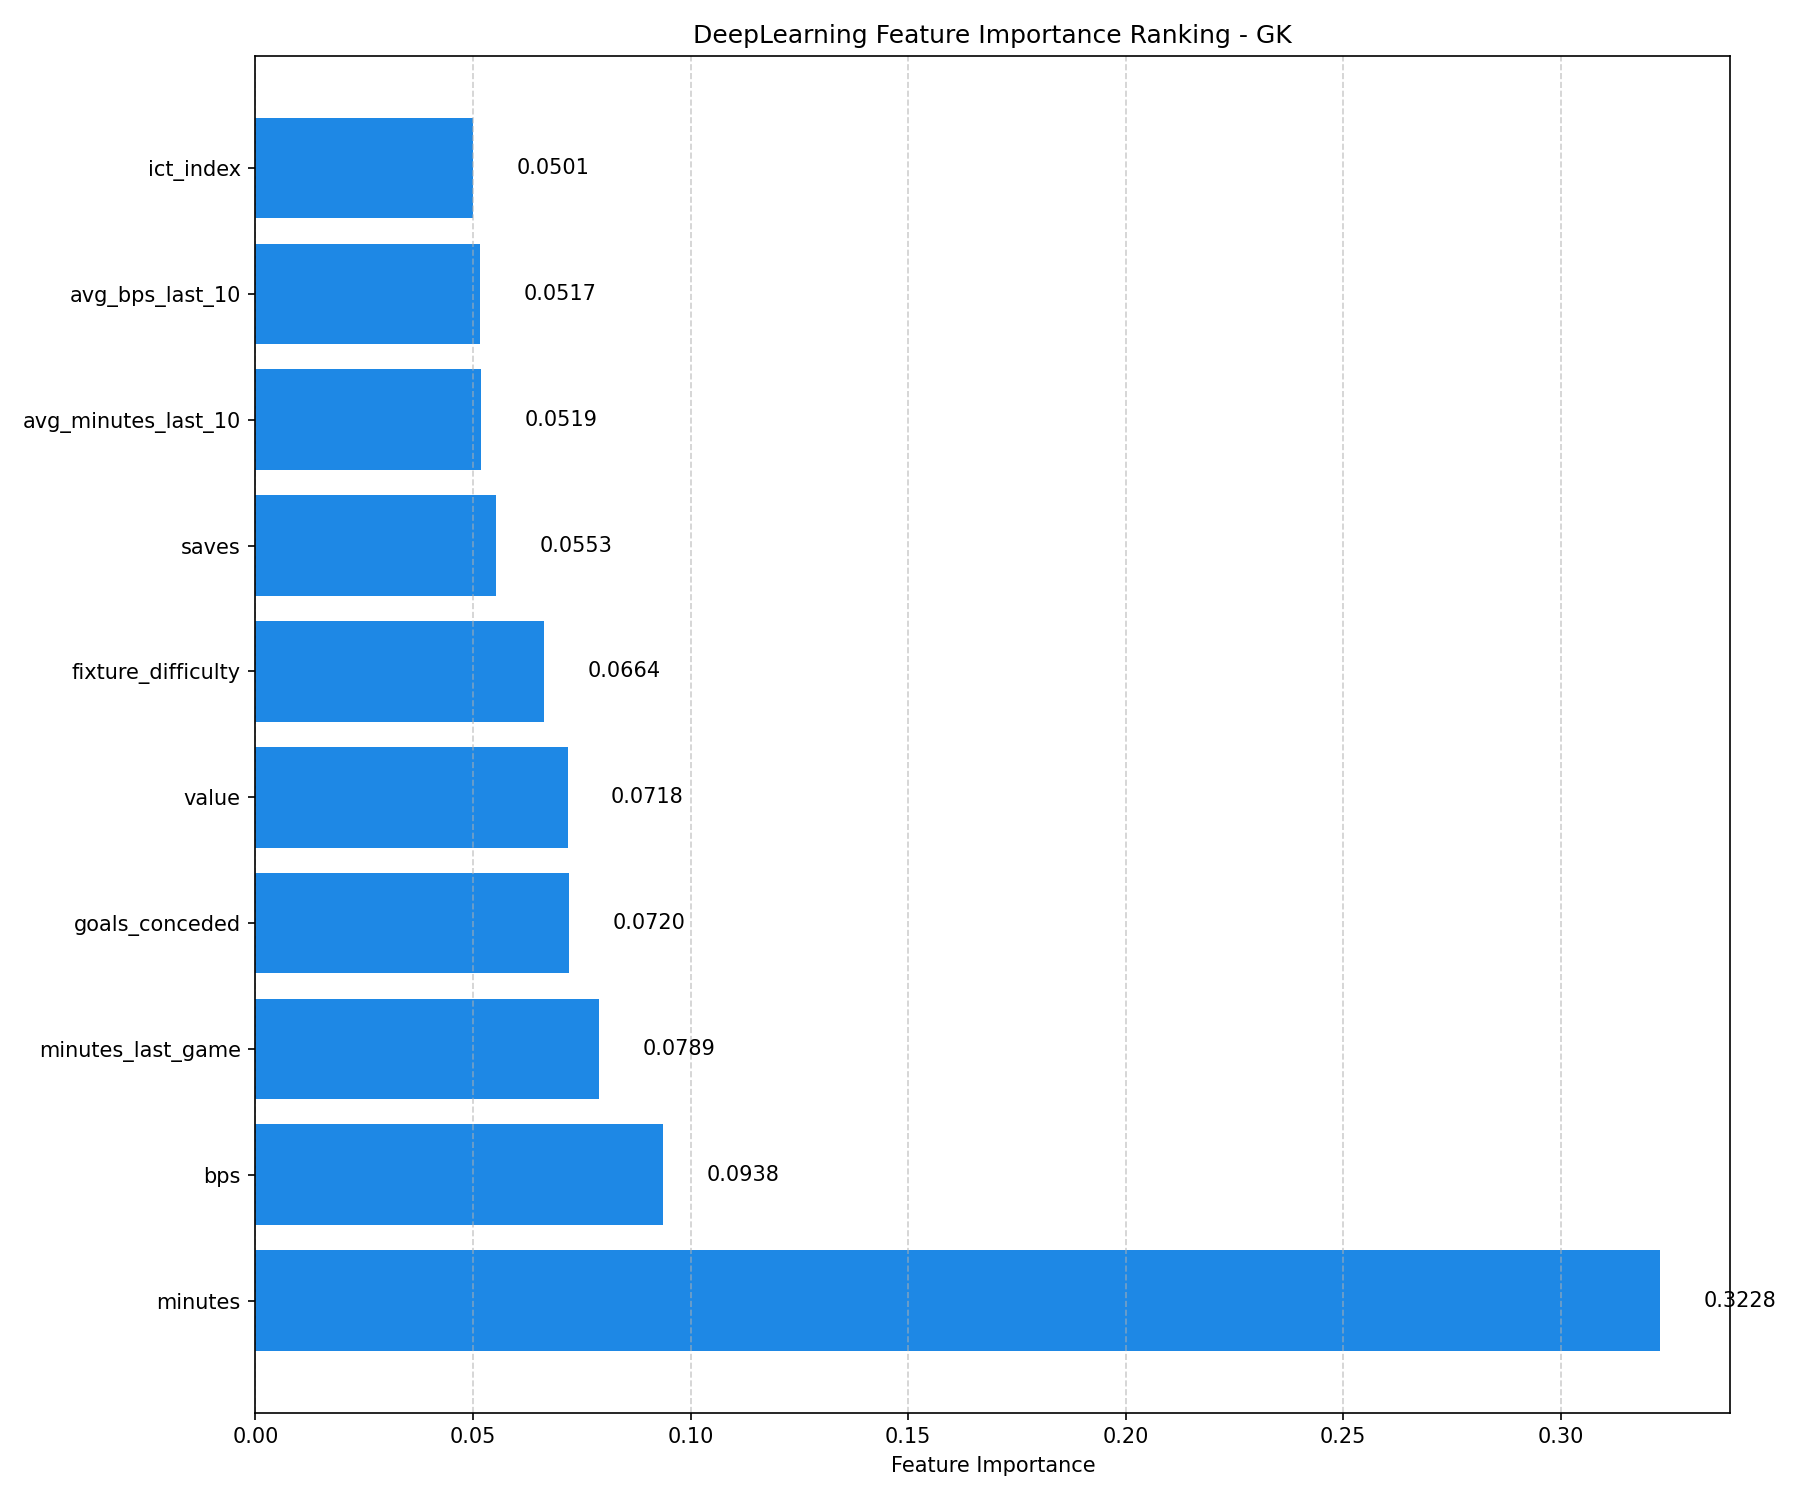 DeepLearning Feature Importance Ranking - GK
ict_index 0.0501
avg_bps_last_10 0.0517
avg_minutes_last_10 0.0519
saves 0.0553
fixture_difficulty 0.0664
value 0.0718
goals_conceded 0.0720
minutes_last_game 0.0789
bps 0.0938
minutes 0.3228
0.00 0.05 0.10 0.15 0.20 0.25 0.30
Feature Importance